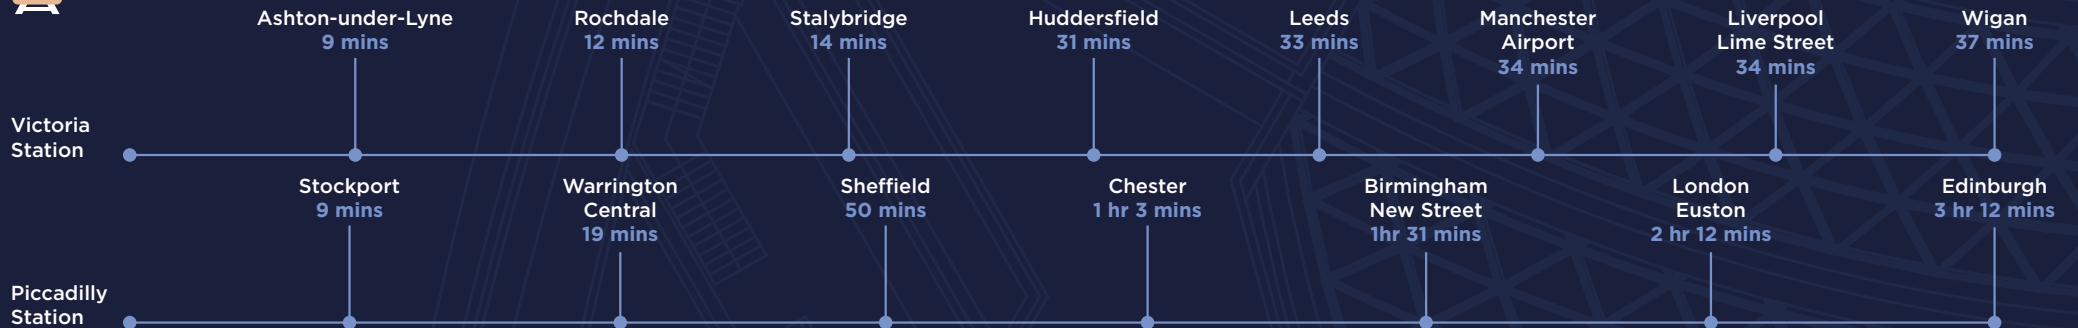 Ashton-under-Lyne
9 mins
Rochdale
12 mins
Stalybridge
14 mins
Huddersfield
31 mins
Leeds
33 mins
Manchester
Airport
34 mins
Liverpool
Lime Street
34 mins
Wigan
37 mins
Victoria
Station
Stockport
9 mins
Warrington
Central
19 mins
Sheffield
50 mins
Chester
1 hr 3 mins
Birmingham
New Street
1hr 31 mins
London
Euston
2 hr 12 mins
Edinburgh
3 hr 12 mins
Piccadilly
Station